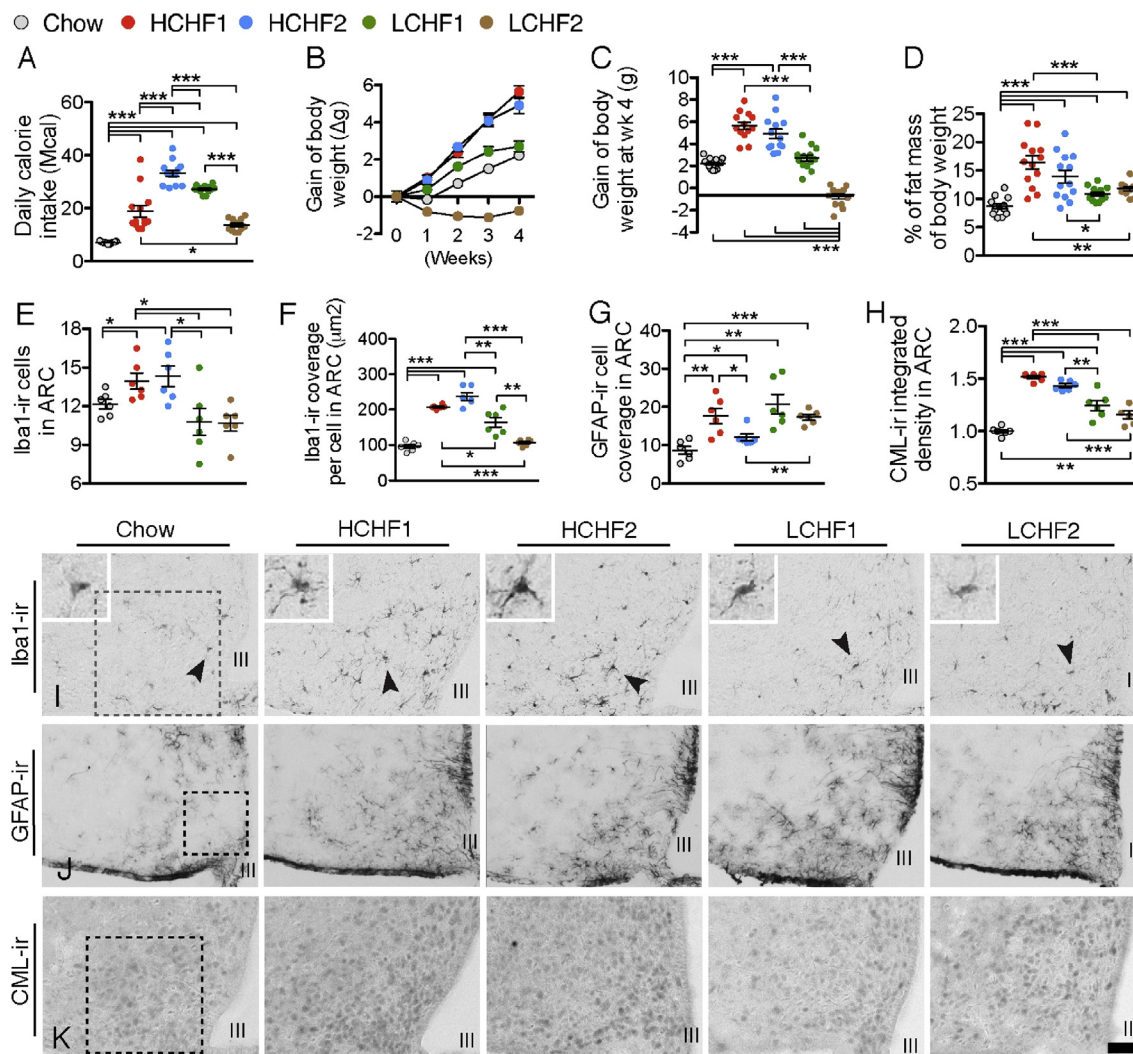 Chow HCHF1 HCHF2 LCHF1 LCHF2
A
Daily calorie
intake (Mcal)
60
40
20
0
***
***
***
***
***
***
*
B
Gain of body
weight (Δg)
6
4
2
0
-2
0 1 2 3 4
(Weeks)
C
Gain of body
weight at wk 4 (g)
10
8
6
4
2
0
-2
-4
*** ***
***
***
D
% of fat mass
of body weight
25
20
15
10
5
0
***
***
*
**
E
Iba1-ir cells
in ARC
18
15
12
9
6
*
*
*
F
Iba1-ir coverage
per cell in ARC (µm2)
300
200
100
0
***
***
**
**
*
***
G
GFAP-ir cell
coverage in ARC
40
30
20
10
0
***
**
*
** *
**
H
CML-ir integrated
density in ARC
2.0
1.5
1.0
0.5
***
***
**
***
**
Chow HCHF1 HCHF2 LCHF1 LCHF2
Iba1-ir
I
III
III
III
III
I
GFAP-ir
J
III
III
III
III
I
CML-ir
K
III
III
III
III
II